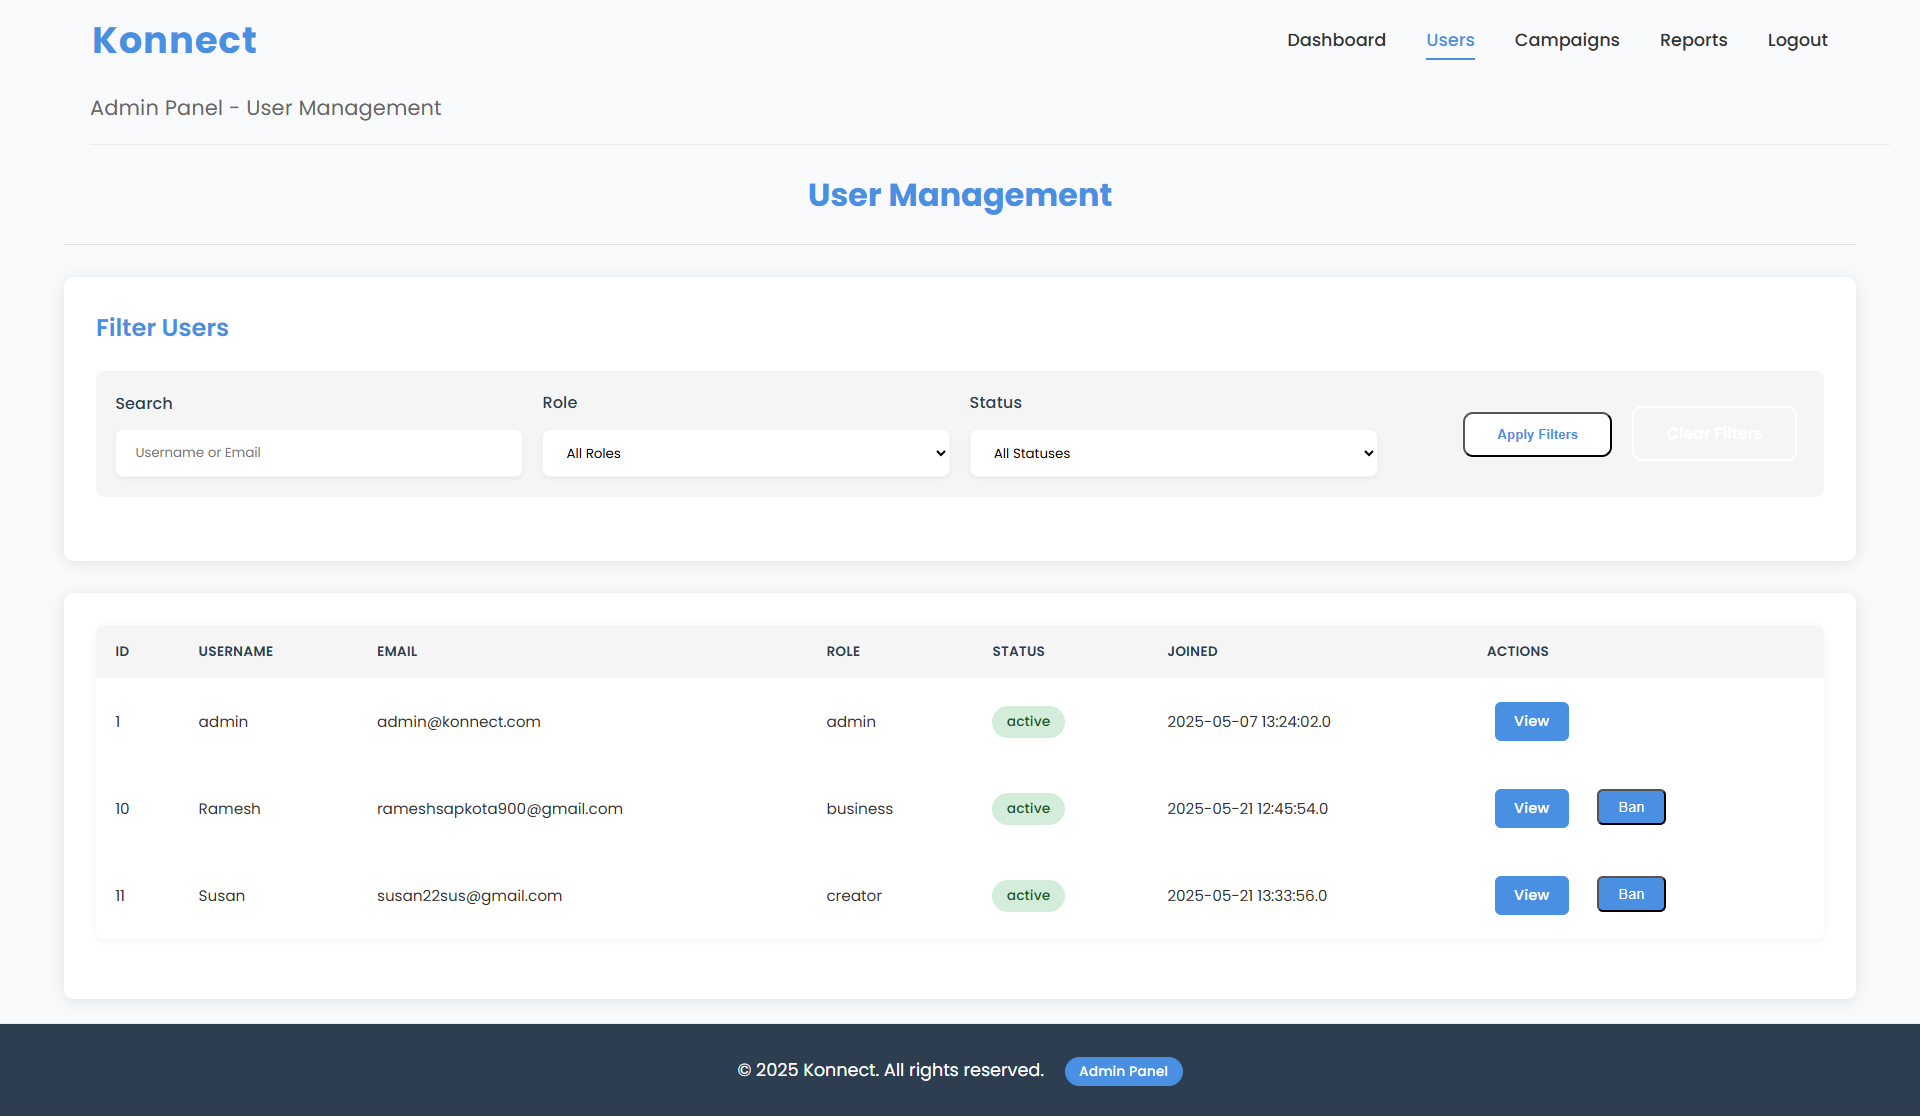 Konnect
Dashboard Users Campaigns Reports Logout
Admin Panel - User Management
User Management
Filter Users
Search Role Status
Username or Email All Roles All Statuses Apply Filters Clear Filters
ID USERNAME EMAIL ROLE STATUS JOINED ACTIONS
1 admin admin@konnect.com admin active 2025-05-07 13:24:02.0 View
10 Ramesh rameshsapkota900@gmail.com business active 2025-05-21 12:45:54.0 View Ban
11 Susan susan22sus@gmail.com creator active 2025-05-21 13:33:56.0 View Ban
© 2025 Konnect. All rights reserved. Admin Panel